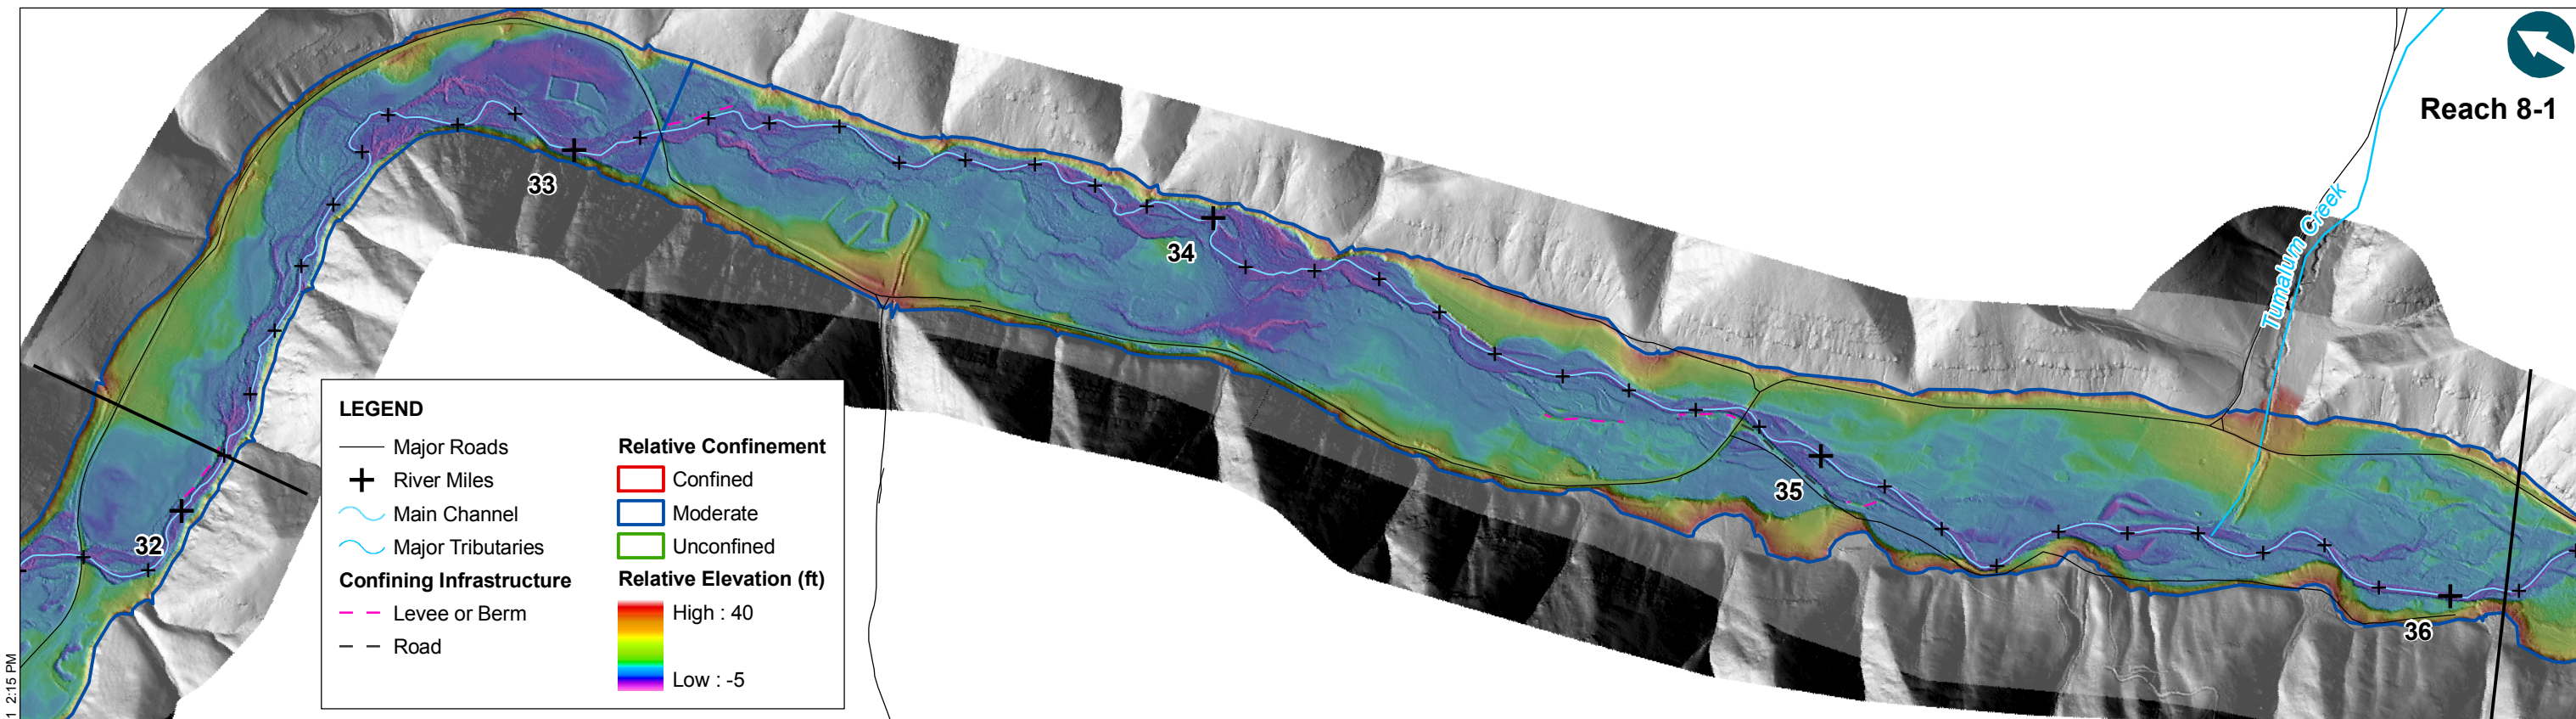 Reach 8-1
Tumalum Creek
33
34
35
32
36
LEGEND
Major Roads
River Miles
Main Channel
Major Tributaries
Confining Infrastructure
Levee or Berm
Road
Relative Confinement
Confined
Moderate
Unconfined
Relative Elevation (ft)
High : 40
Low : -5
1 2:15 PM